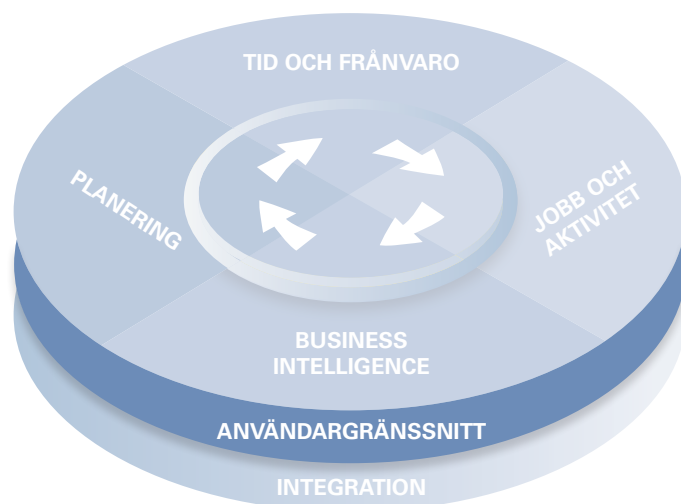 TID OCH FRÅNVARO
PLANERING
JOBB OCH
AKTIVITET
BUSINESS
INTELLIGENCE
ANVÄNDARGRÄNSSNITT
INTEGRATION